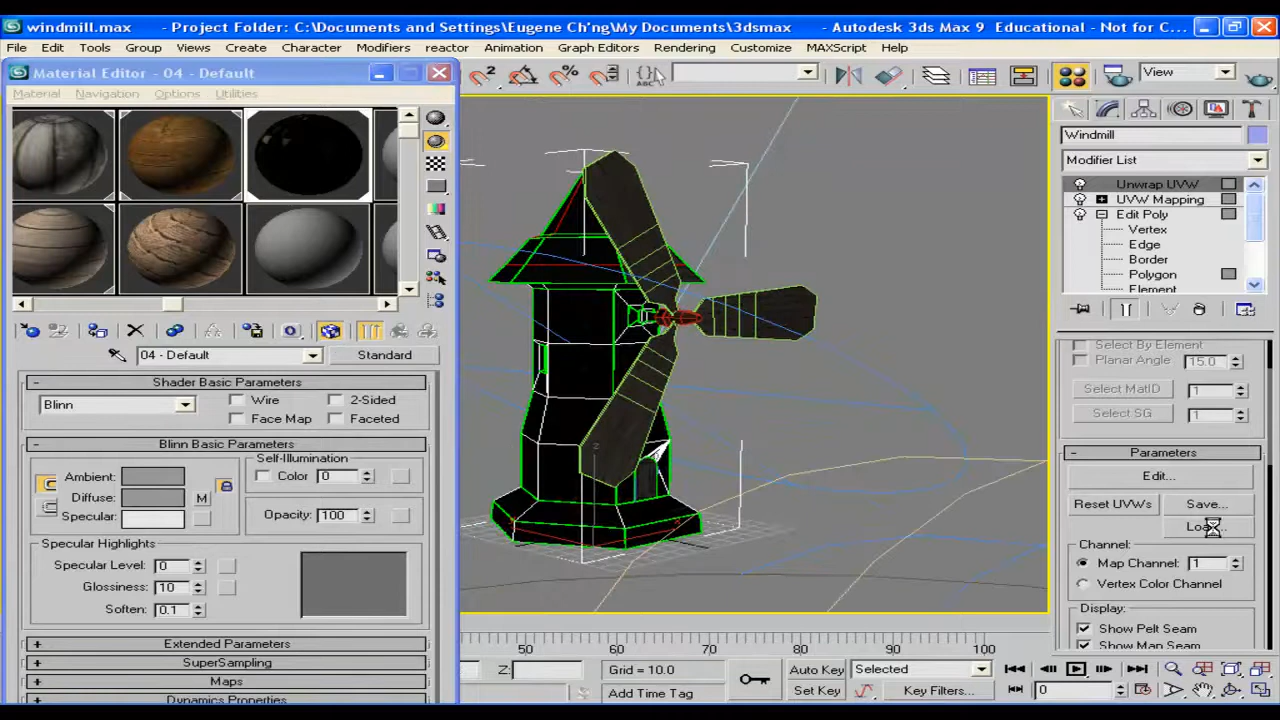 windmill.max - Project Folder: C:\Documents and Settings\Eugene Ch'ng\My Documents\3dsmax - Autodesk 3ds Max 9 Educational - Not for C...
File Edit Tools Group Views Create Character Modifiers reactor Animation Graph Editors Rendering Customize MAXScript Help
Material Editor - 04 - Default
ABC
View
Material Navigation Options Utilities
Windmill
Modifier List
Unwrap UVW
UVW Mapping
Edit Poly
Vertex
Edge
Border
Polygon
Element
04 - Default
Standard
Shader Basic Parameters
Blinn
Wire
2-Sided
Face Map
Faceted
Blinn Basic Parameters
Self-Illumination
Ambient:
Color 0
Diffuse:
M
Specular:
Opacity: 100
Specular Highlights
Specular Level: 0
Glossiness: 10
Soften: 0.1
Extended Parameters
SuperSampling
Maps
Dynamics Properties
Select By Element
Planar Angle 15.0
Select MatID 1
Select SG 1
Parameters
Edit...
Reset UVWs
Save...
Channel:
Map Channel: 1
Vertex Color Channel
Display:
Show Pelt Seam
Show Map Seam
z
50 60 70 80 90 100
Z:
Grid = 10.0
Add Time Tag
Auto Key
Selected
Set Key
Key Filters...
0